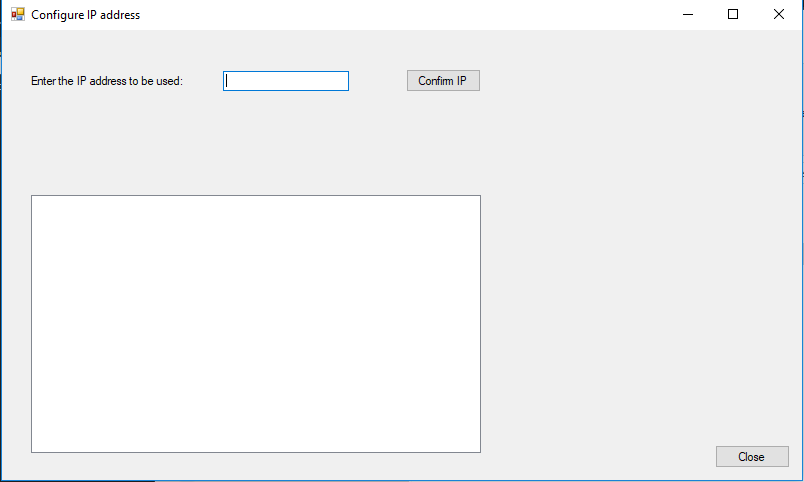 Configure IP address
Enter the IP address to be used:
Confirm IP
Close